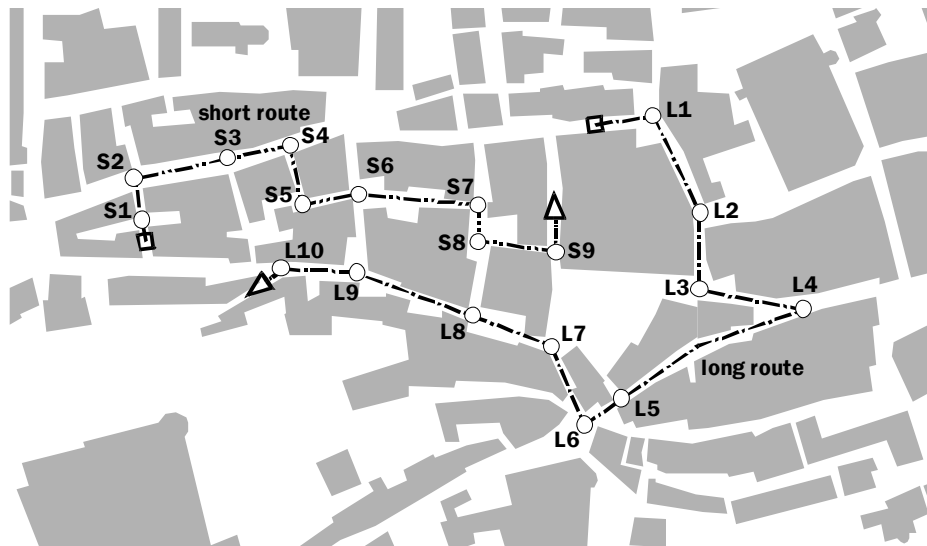 L1
short route
S3
S4
S2
S6
S5
S7
S1
L2
S8
S9
L10
L9
L3
L4
L8
L7
long route
L5
L6